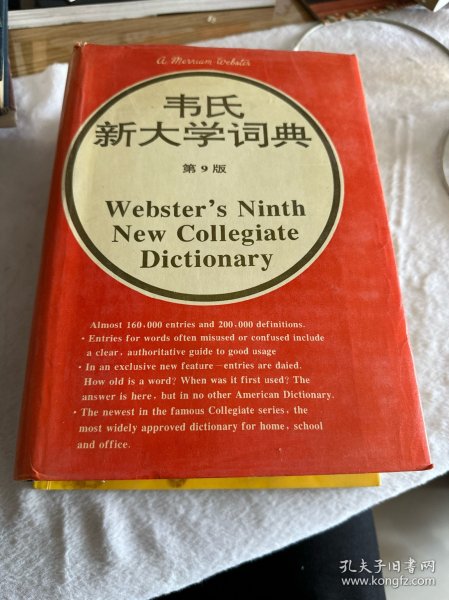 A Merriam-Webster
韦氏
新大学词典
第9版
Webster's Ninth
New Collegiate
Dictionary
Almost 160,000 entries and 200,000 definitions.
· Entries for words often misused or confused include
a clear, authoritative guide to good usage
· In an exclusive new feature—entries are daied.
How old is a word? When was it first used? The
answer is here, but in no other American Dictionary.
· The newest in the famous Collegiate series, the
most widely approved dictionary for home, school
and office.
孔夫子旧书网
www.kongfz.com